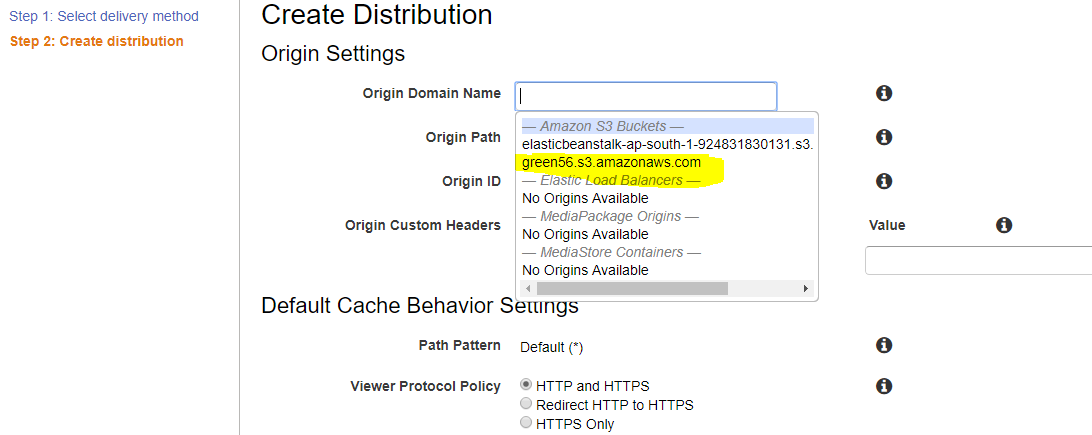 Step 1: Select delivery method
Step 2: Create distribution
Create Distribution
Origin Settings
Origin Domain Name
— Amazon S3 Buckets —
elasticbeanstalk-ap-south-1-924831830131.s3.
green56.s3.amazonaws.com
— Elastic Load Balancers —
No Origins Available
— MediaPackage Origins —
No Origins Available
— MediaStore Containers —
No Origins Available
Origin Path
Origin ID
Origin Custom Headers
Value
Default Cache Behavior Settings
Path Pattern
Default (*)
Viewer Protocol Policy
HTTP and HTTPS
Redirect HTTP to HTTPS
HTTPS Only